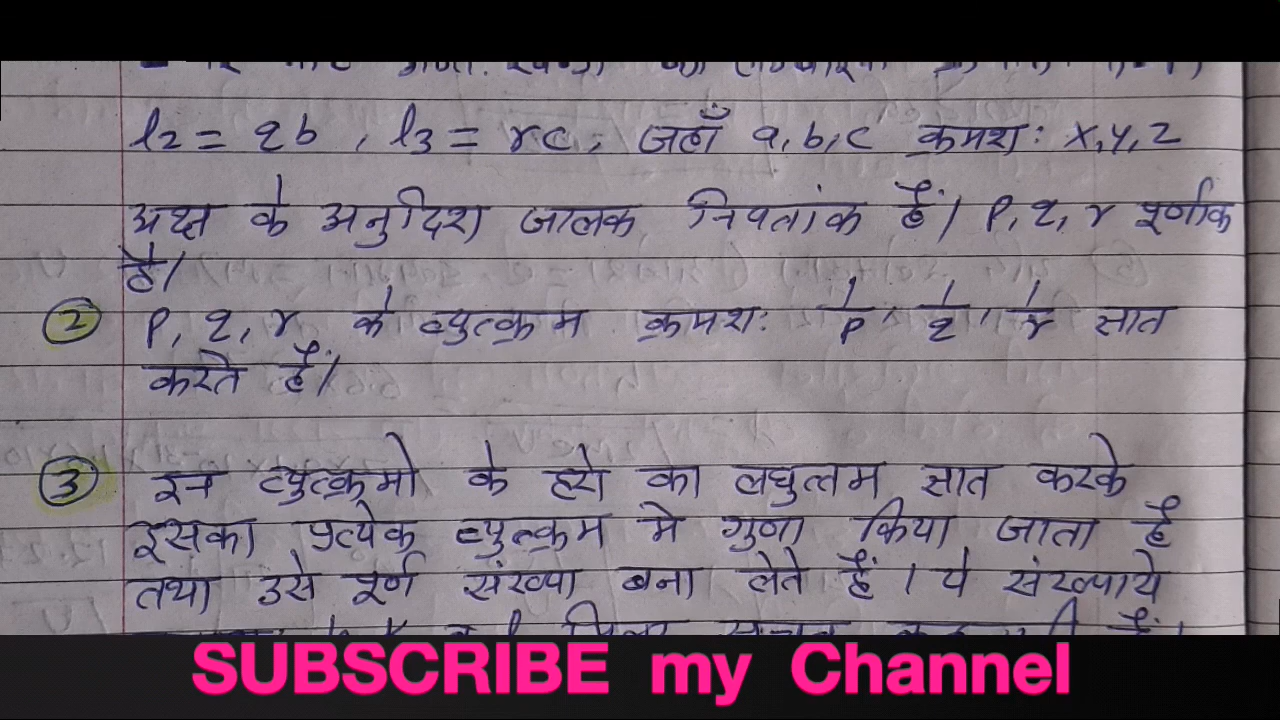 l2 = qb , l3 = rc, जहाँ a, b, c क्रमश: x, y, z
अक्ष के अनुदिश जालक नियतांक हैं। P, q, r पूर्णांक
है।
② P, q, r के व्युत्क्रम क्रमश: 1/p, 1/q, 1/r ज्ञात
करते हैं।
③ इन व्युत्क्रमो के हरो का लघुत्तम ज्ञात करके
इसका प्रत्येक व्युत्क्रम मे गुणा किया जाता है
तथा उसे पूर्ण संख्या बना लेते हैं। ये संख्याये
SUBSCRIBE my Channel